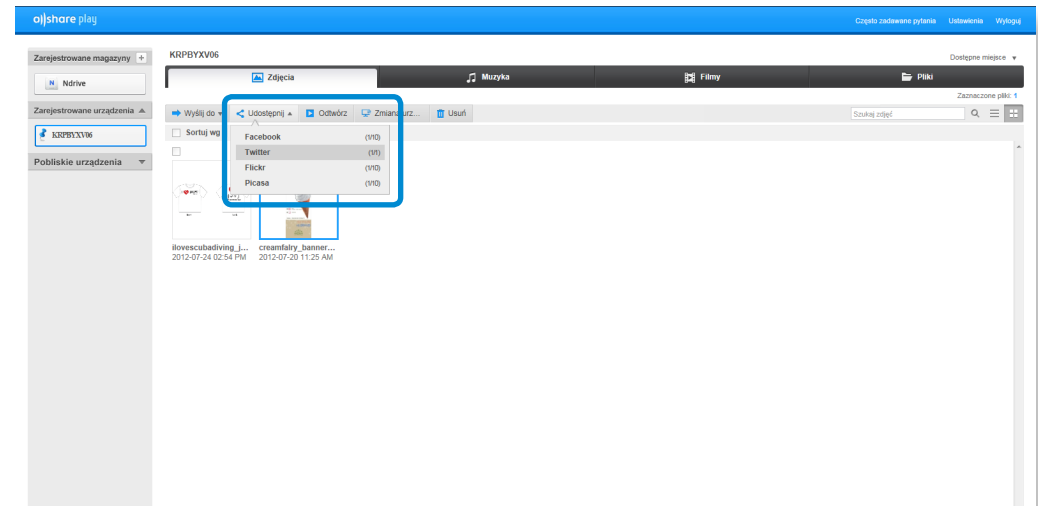 allshare play
Często zadawane pytania Ustawienia Wyloguj
Zarejestrowane magazyny +
N Ndrive
Zarejestrowane urządzenia
KRPBYXV06
Pobliskie urządzenia
KRPBYXV06
Dostępne miejsce
Zdjęcia Muzyka Filmy Pliki
Zaznaczone pliki: 1
Wyślij do Udostępnij Odtwórz Zmiana urz... Usuń
Szukaj zdjęć
Sortuj wg
Facebook (1/10)
Twitter (1/1)
Flickr (1/10)
Picasa (1/10)
ilovescubadiving_j... creamfairy_banner...
2012-07-24 02:54 PM 2012-07-20 11:25 AM